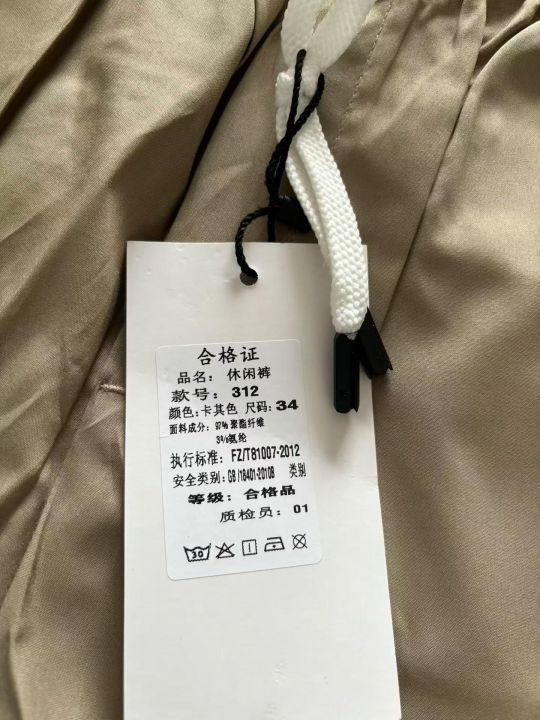 合格证
品名： 休闲裤
款号：312
颜色：卡其色 尺码：34
面料成分：97% 聚酯纤维
3%氨纶
执行标准：FZ/T81007-2012
安全类别：GB/18401-2010B 类别
等级：合格品
质检员：01
30